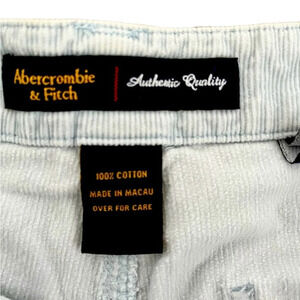 Abercrombie
& Fitch
Authentic Quality
100% COTTON
MADE IN MACAU
OVER FOR CARE